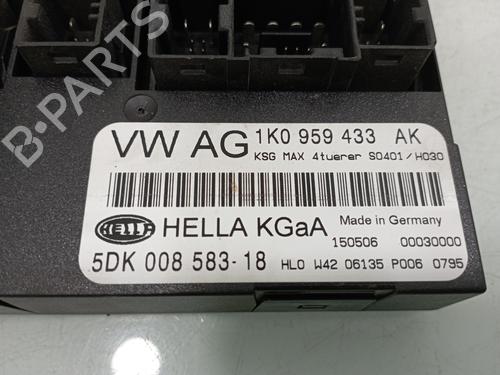 VW AG 1K0 959 433 AK
KSG MAX 4tuerer S0401/H030
HELLA HELLA KGaA Made in Germany
150506 00030000
5DK 008 583-18 HLO W42 06135 P006 0795
B-PARTS